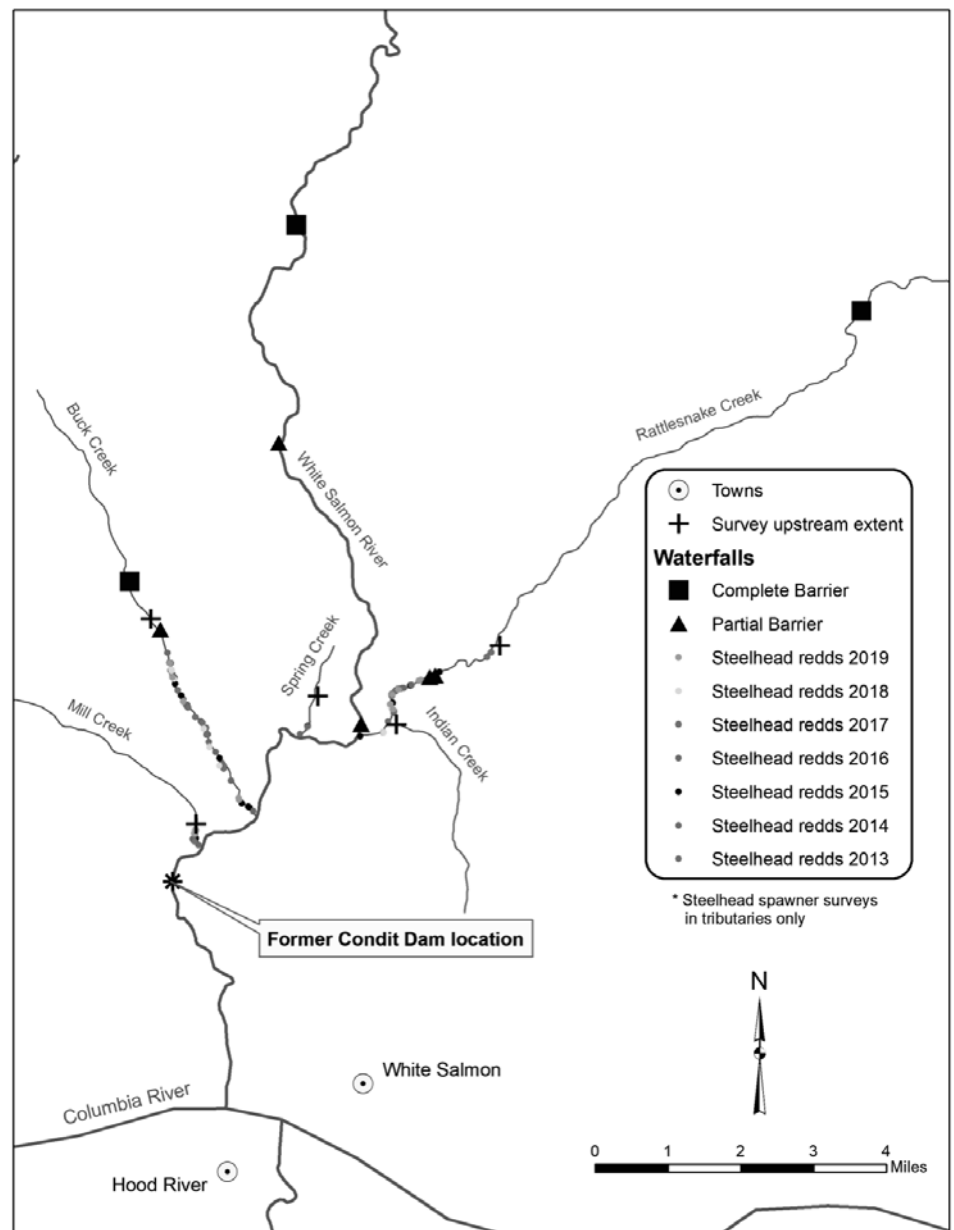 Buck Creek
White Salmon River
Rattlesnake Creek
Spring Creek
Mill Creek
Indian Creek
Former Condit Dam location
White Salmon
Columbia River
Hood River
Towns
Survey upstream extent
Waterfalls
Complete Barrier
Partial Barrier
Steelhead redds 2019
Steelhead redds 2018
Steelhead redds 2017
Steelhead redds 2016
Steelhead redds 2015
Steelhead redds 2014
Steelhead redds 2013
* Steelhead spawner surveys
in tributaries only
N
0 1 2 3 4
Miles